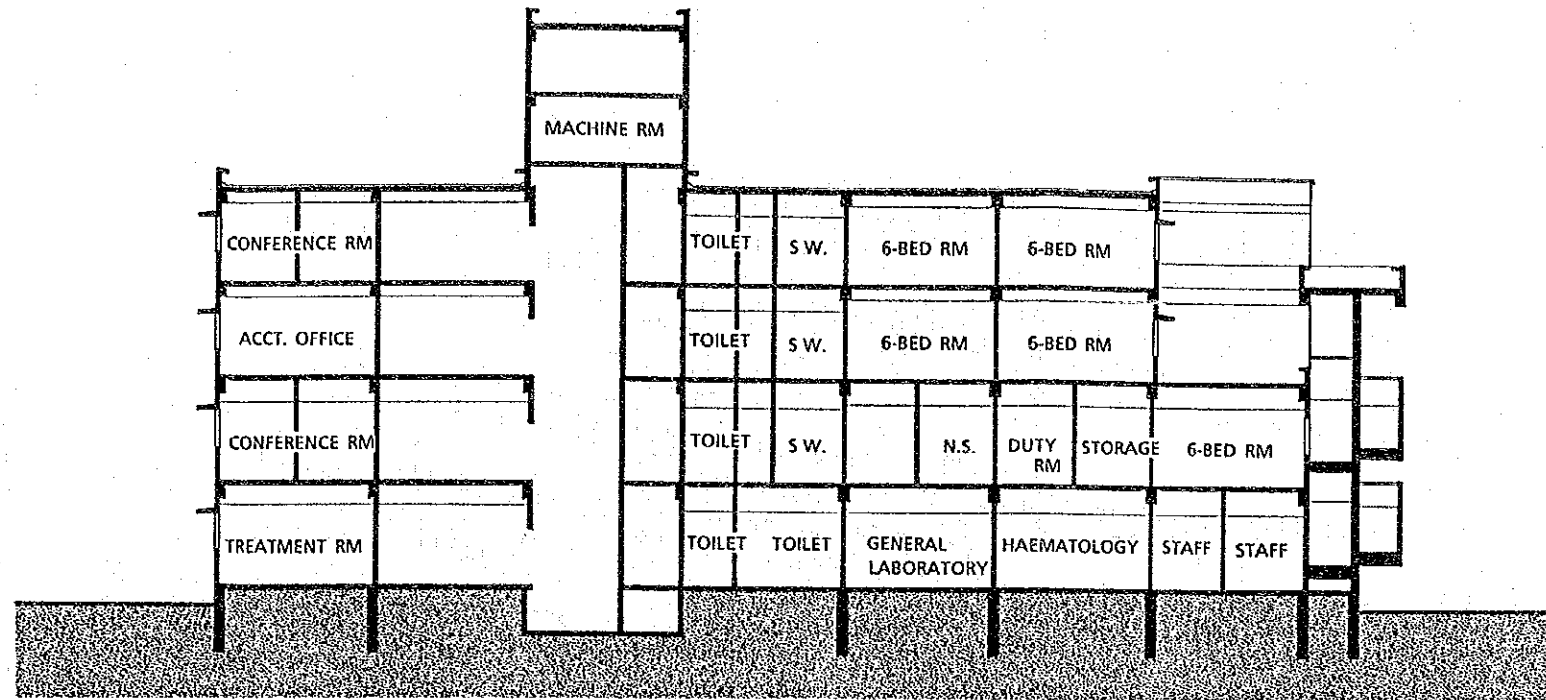 MACHINE RM
CONFERENCE RM
TOILET
S W.
6-BED RM
6-BED RM
ACCT. OFFICE
TOILET
S W.
6-BED RM
6-BED RM
CONFERENCE RM
TOILET
S W.
N.S.
DUTY
RM
STORAGE
6-BED RM
TREATMENT RM
TOILET
TOILET
GENERAL
LABORATORY
HAEMATOLOGY
STAFF
STAFF